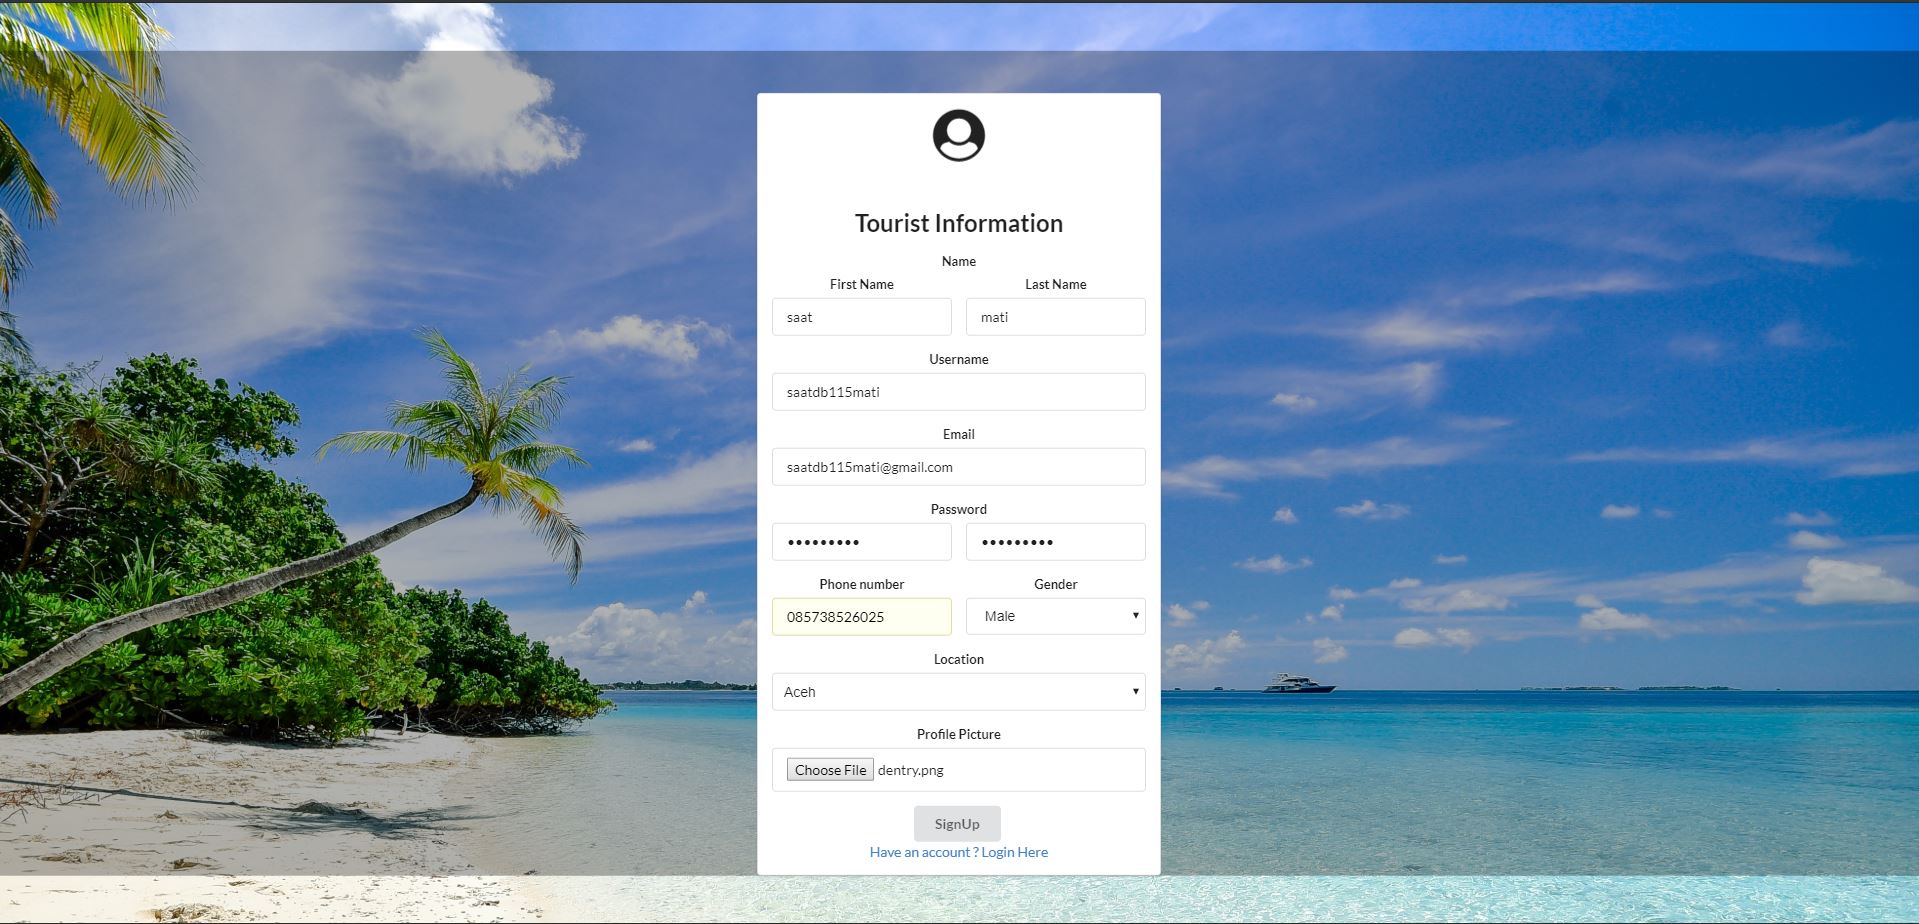 Tourist Information
Name
First Name
Last Name
saat
mati
Username
saatdb115mati
Email
saatdb115mati@gmail.com
Password
•••••••••
•••••••••
Phone number
Gender
085738526025
Male
Location
Aceh
Profile Picture
Choose File dentry.png
SignUp
Have an account ? Login Here